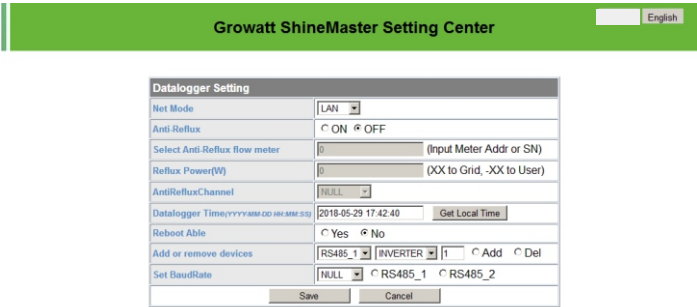 Growatt ShineMaster Setting Center
English
Datalogger Setting
Net Mode LAN
Anti-Reflux ON OFF
Select Anti-Reflux flow meter 0 (Input Meter Addr or SN)
Reflux Power(W) 0 (XX to Grid, -XX to User)
AntiRefluxChannel NULL
Datalogger Time(YYYY-MM-DD HH:MM:SS) 2018-05-29 17:42:40 Get Local Time
Reboot Able Yes No
Add or remove devices RS485_1 INVERTER 1 Add Del
Set BaudRate NULL RS485_1 RS485_2
Save Cancel